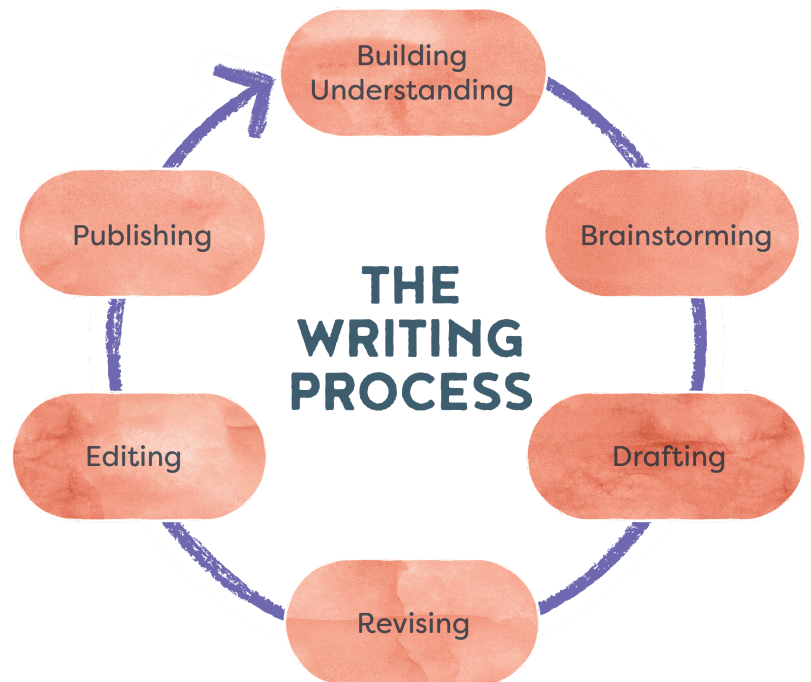 Building
Understanding
Brainstorming
Drafting
Revising
Editing
Publishing
THE
WRITING
PROCESS